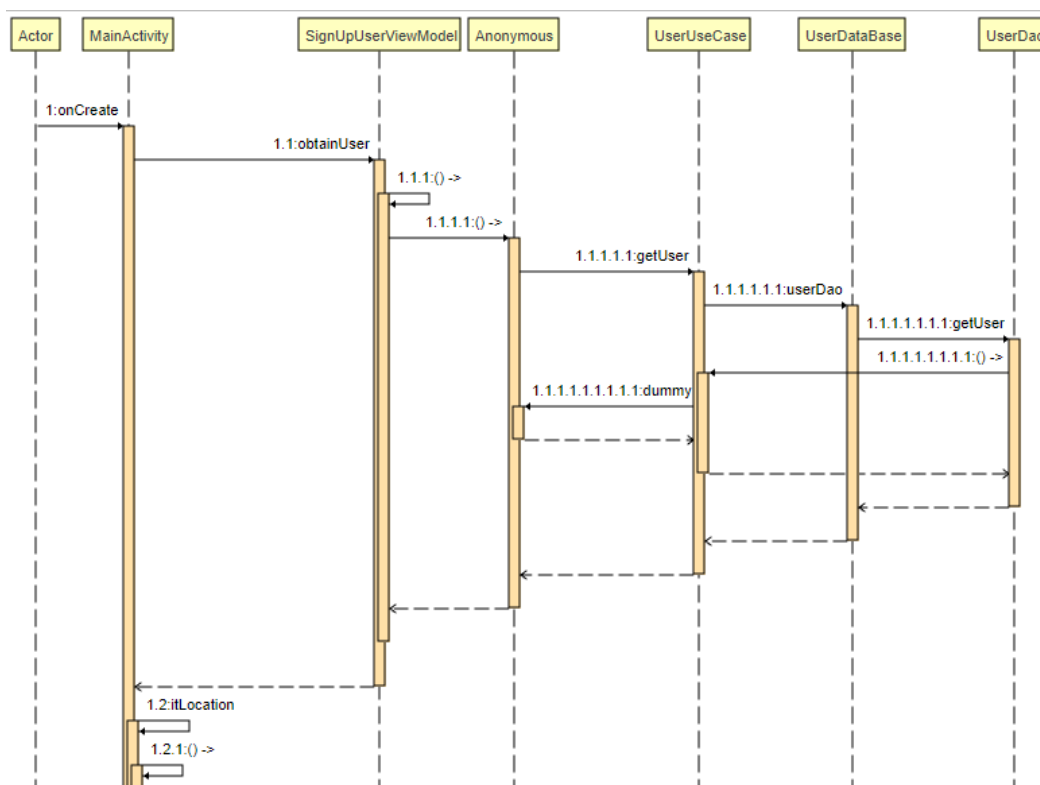 Actor
MainActivity
SignUpUserViewModel
Anonymous
UserUseCase
UserDataBase
UserDao
1:onCreate
1.1:obtainUser
1.1.1:() ->
1.1.1.1:() ->
1.1.1.1.1:getUser
1.1.1.1.1.1:userDao
1.1.1.1.1.1.1:getUser
1.1.1.1.1.1.1.1:() ->
1.1.1.1.1.1.1.1.1:dummy
1.2:itLocation
1.2.1:() ->